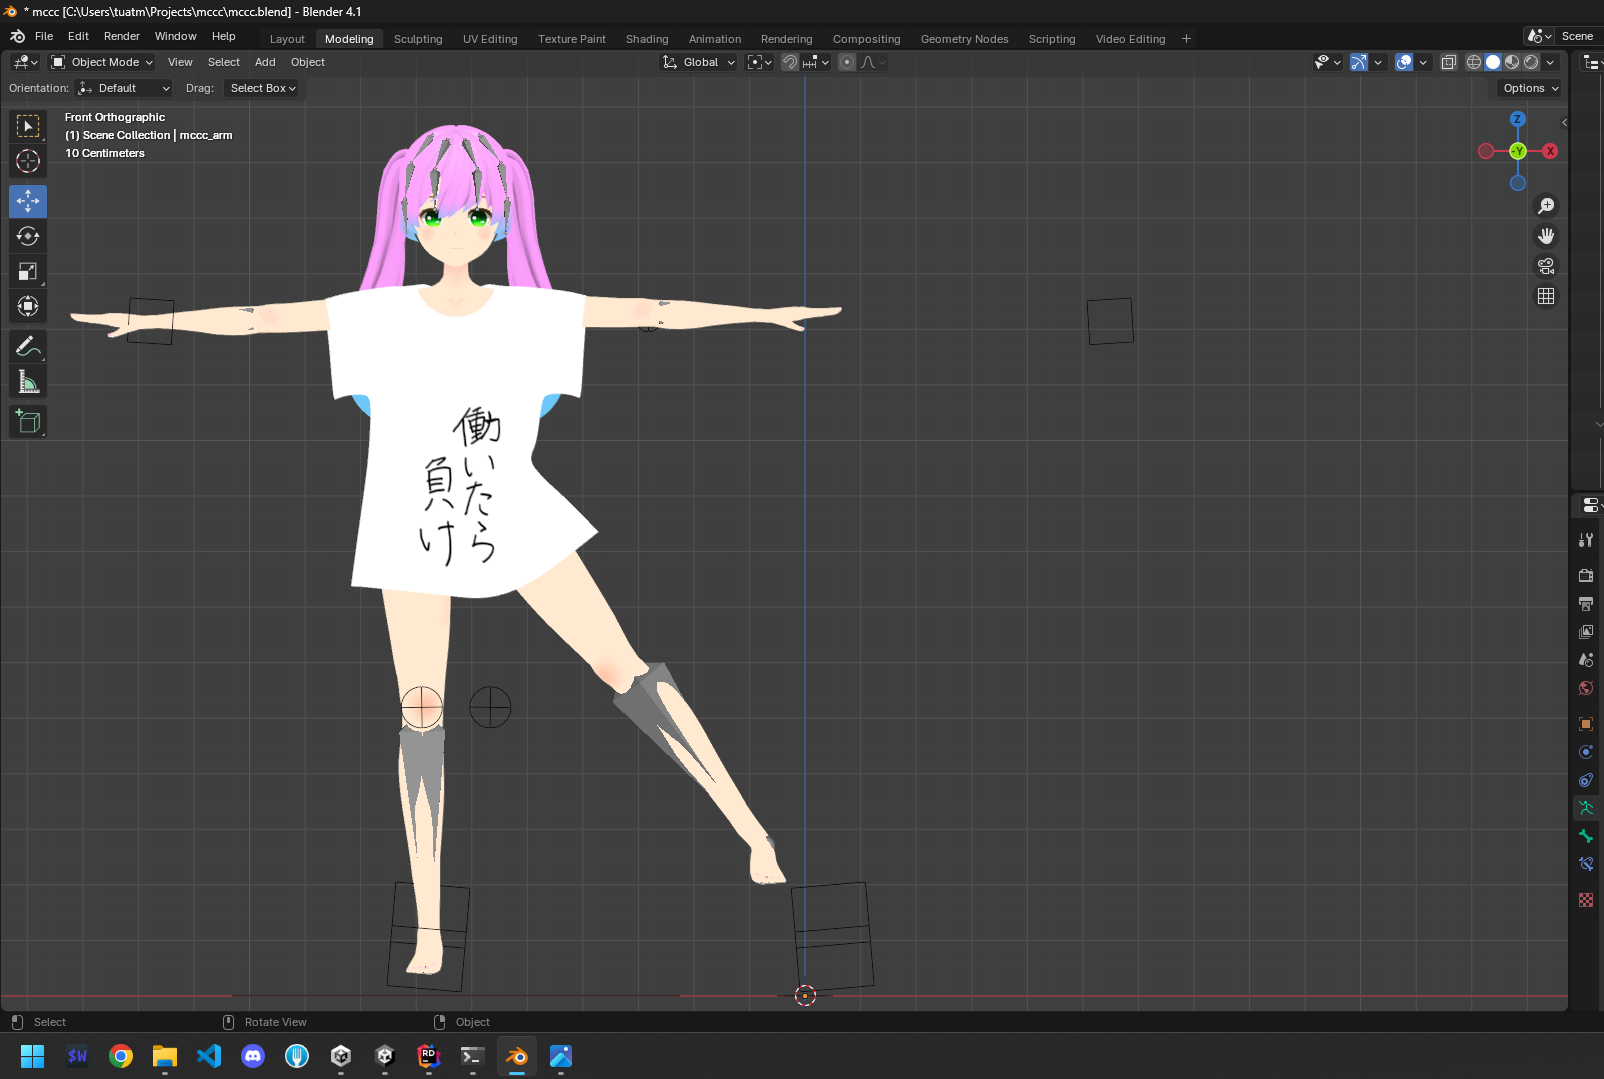 * mccc [C:\Users\tuatm\Projects\mccc\mccc.blend] - Blender 4.1
File Edit Render Window Help
Layout Modeling Sculpting UV Editing Texture Paint Shading Animation Rendering Compositing Geometry Nodes Scripting Video Editing +
Scene
Object Mode View Select Add Object
Global
Orientation: Default Drag: Select Box
Options
Front Orthographic
(1) Scene Collection | mccc_arm
10 Centimeters
Z
-Y
X
働いたら
負け
Select
Rotate View
Object
$W
RD